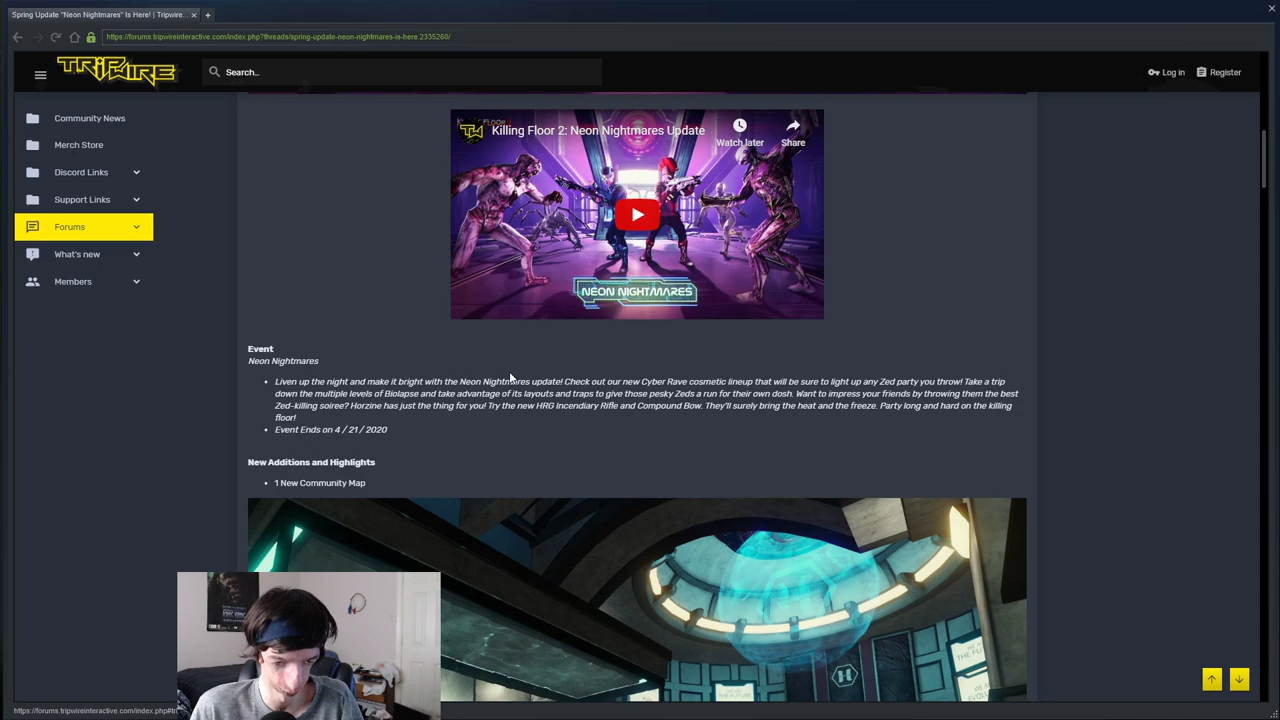 Spring Update "Neon Nightmares" Is Here! | Tripwire...
https://forums.tripwireinteractive.com/index.php?threads/spring-update-neon-nightmares-is-here.2335260/
TRIPWIRE
Search...
Log in
Register
Community News
Merch Store
Discord Links
Support Links
Forums
What's new
Members
Killing Floor 2: Neon Nightmares Update
Watch later
Share
NEON NIGHTMARES
Event
Neon Nightmares
• Liven up the night and make it bright with the Neon Nightmares update! Check out our new Cyber Rave cosmetic lineup that will be sure to light up any Zed party you throw! Take a trip
down the multiple levels of Biolapse and take advantage of its layouts and traps to give those pesky Zeds a run for their own dosh. Want to impress your friends by throwing them the best
Zed-killing soiree? Horzine has just the thing for you! Try the new HRG Incendiary Rifle and Compound Bow. They'll surely bring the heat and the freeze. Party long and hard on the killing
floor!
• Event Ends on 4 / 21 / 2020
New Additions and Highlights
• 1 New Community Map
https://forums.tripwireinteractive.com/index.php#